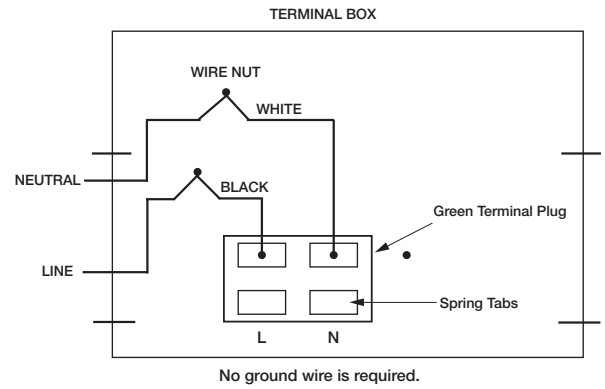 TERMINAL BOX
WIRE NUT
WHITE
NEUTRAL
BLACK
Green Terminal Plug
LINE
Spring Tabs
L N
No ground wire is required.